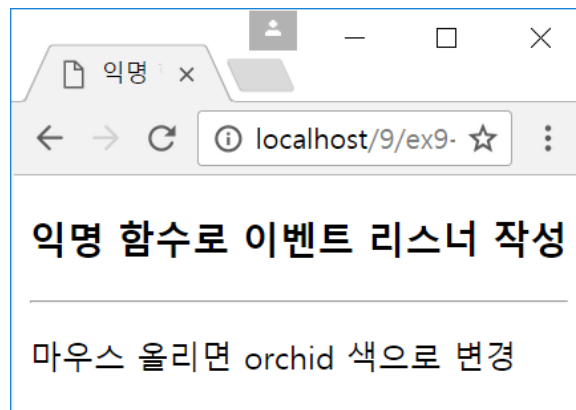 익명
localhost/9/ex9-
익명 함수로 이벤트 리스너 작성
마우스 올리면 orchid 색으로 변경